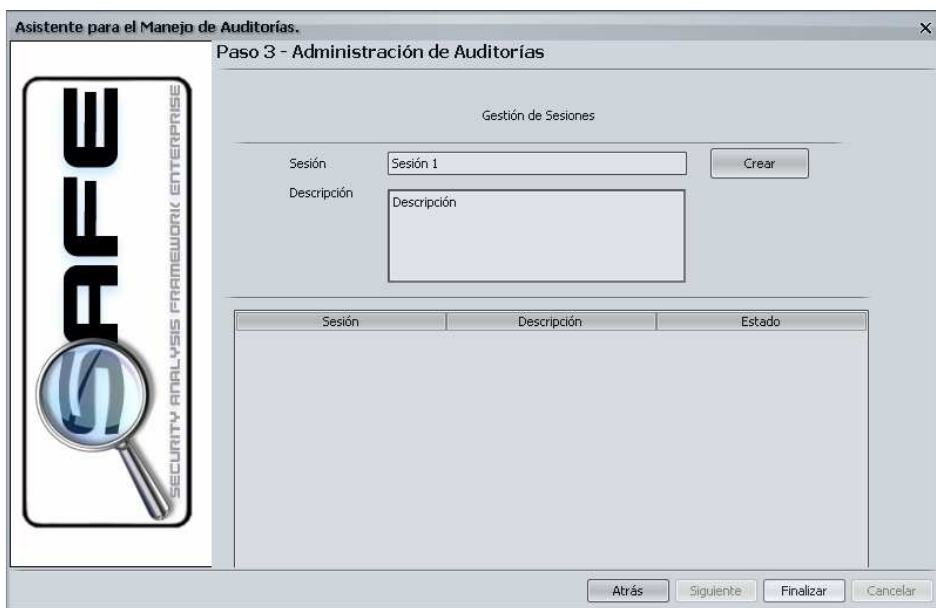 Asistente para el Manejo de Auditorías.
Paso 3 - Administración de Auditorías
SAFE
SECURITY ANALYSIS FRAMEWORK ENTERPRISE
Gestión de Sesiones
Sesión Sesión 1 Crear
Descripción Descripción
Sesión Descripción Estado
Atrás Siguiente Finalizar Cancelar